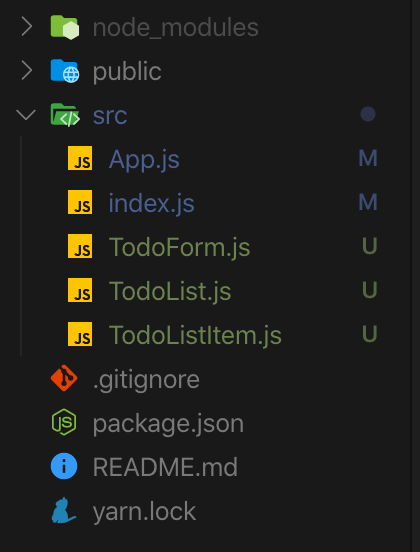 node_modules
public
src
JS App.js M
JS index.js M
JS TodoForm.js U
JS TodoList.js U
JS TodoListItem.js U
.gitignore
JS package.json
i README.md
yarn.lock